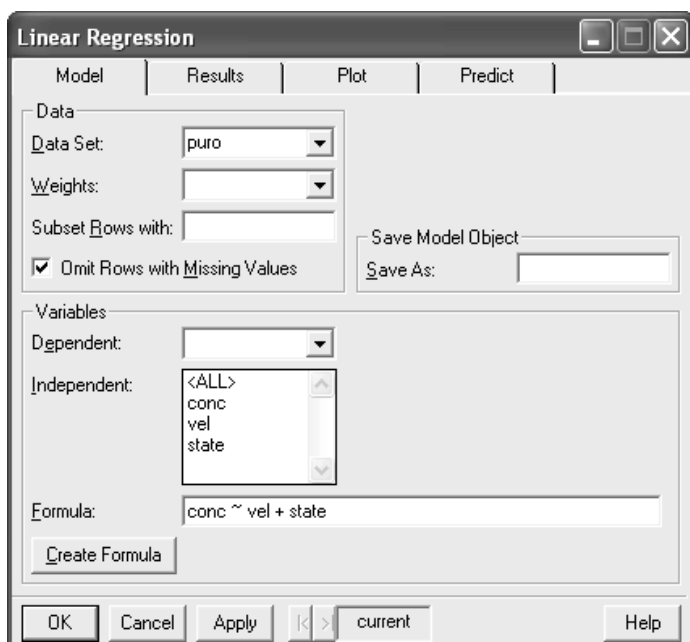 Linear Regression
Model Results Plot Predict
Data
Data Set: puro
Weights:
Subset Rows with:
Omit Rows with Missing Values
Save Model Object
Save As:
Variables
Dependent:
Independent:
<ALL>
conc
vel
state
Formula: conc ~ vel + state
Create Formula
OK Cancel Apply current Help